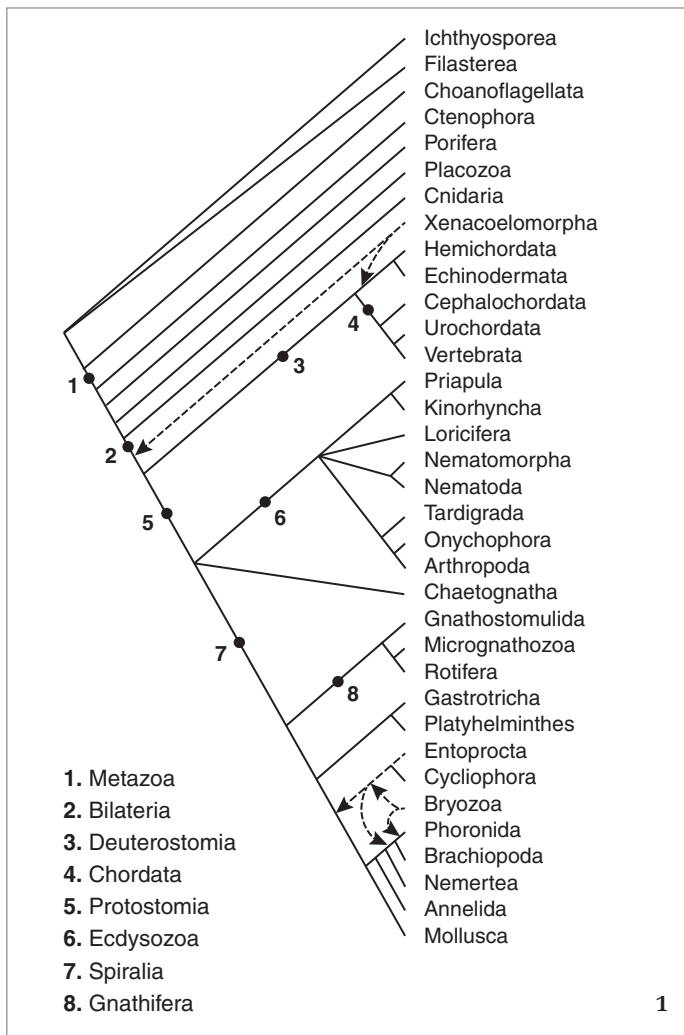 Ichthyosporea
Filasterea
Choanoflagellata
Ctenophora
Porifera
Placozoa
Cnidaria
Xenacoelomorpha
Hemichordata
Echinodermata
4
Cephalochordata
Urochordata
3
Vertebrata
1
Priapula
Kinorhyncha
Loricifera
2
Nematomorpha
Nematoda
6
Tardigrada
5
Onychophora
Arthropoda
Chaetognatha
Gnathostomulida
7
Micrognathozoa
Rotifera
8
Gastrotricha
Platyhelminthes
Entoprocta
Cycliophora
Bryozoa
Phoronida
Brachiopoda
Nemertea
Annelida
Mollusca
1. Metazoa
2. Bilateria
3. Deuterostomia
4. Chordata
5. Protostomia
6. Ecdysozoa
7. Spiralia
8. Gnathifera
1